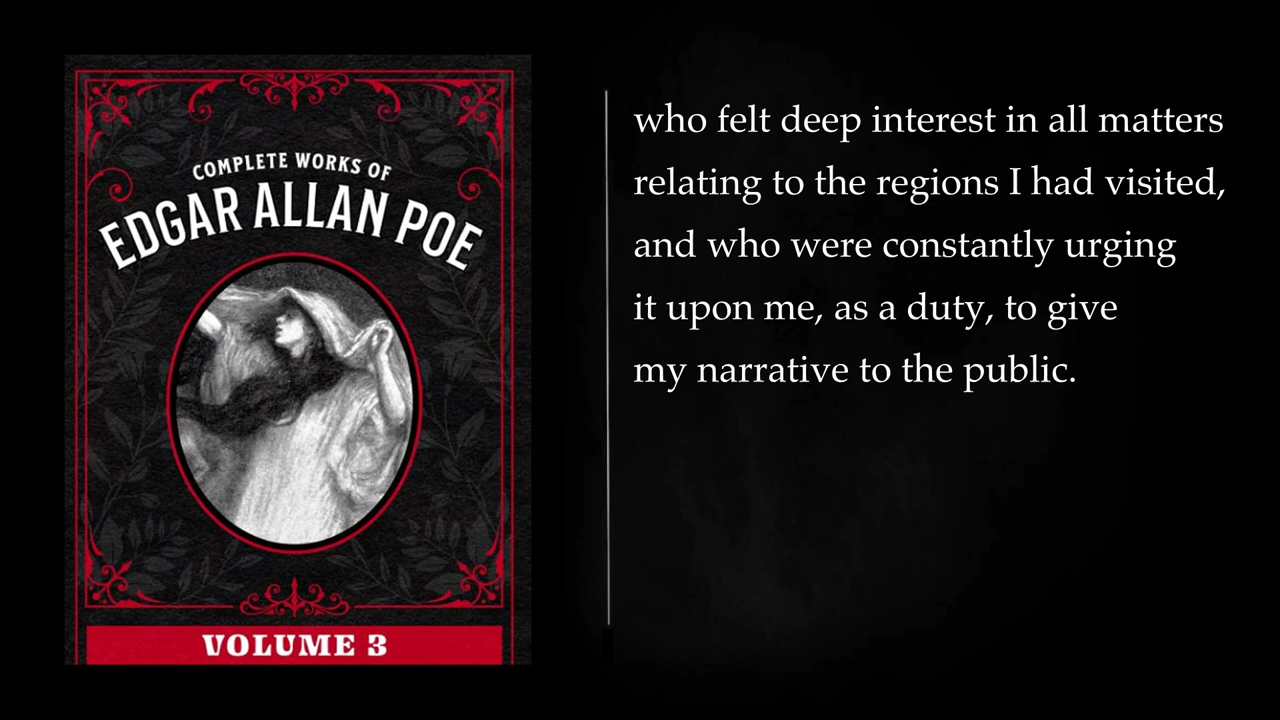 COMPLETE WORKS OF
EDGAR ALLAN POE
VOLUME 3
who felt deep interest in all matters
relating to the regions I had visited,
and who were constantly urging
it upon me, as a duty, to give
my narrative to the public.